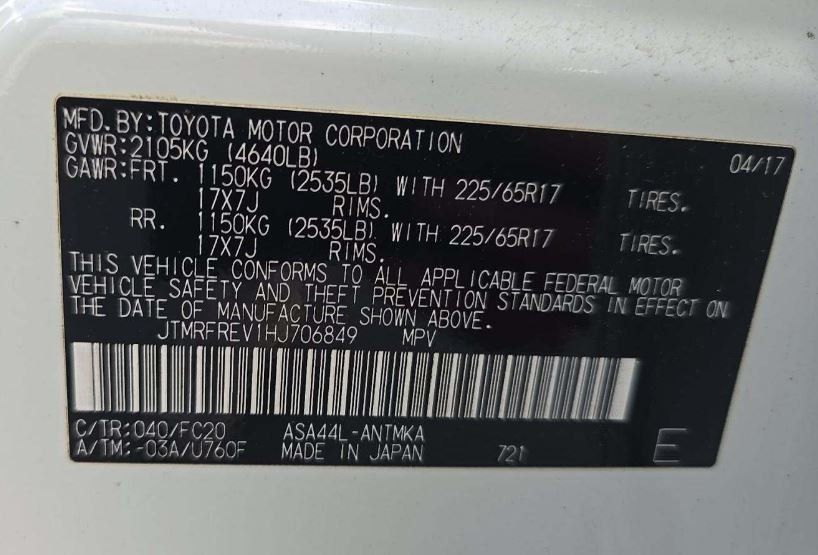 MFD.BY:TOYOTA MOTOR CORPORATION 04/17
GVWR:2105KG (4640LB)
GAWR:FRT. 1150KG (2535LB) WITH 225/65R17 TIRES.
17X7J RIMS.
RR. 1150KG (2535LB) WITH 225/65R17 TIRES.
17X7J RIMS.
THIS VEHICLE CONFORMS TO ALL APPLICABLE FEDERAL MOTOR
VEHICLE SAFETY AND THEFT PREVENTION STANDARDS IN EFFECT ON
THE DATE OF MANUFACTURE SHOWN ABOVE.
JTMRFREV1HJ706849 MPV
C/TR:040/FC20 ASA44L-ANTMKA
A/TM:-03A/U760F MADE IN JAPAN 721 E